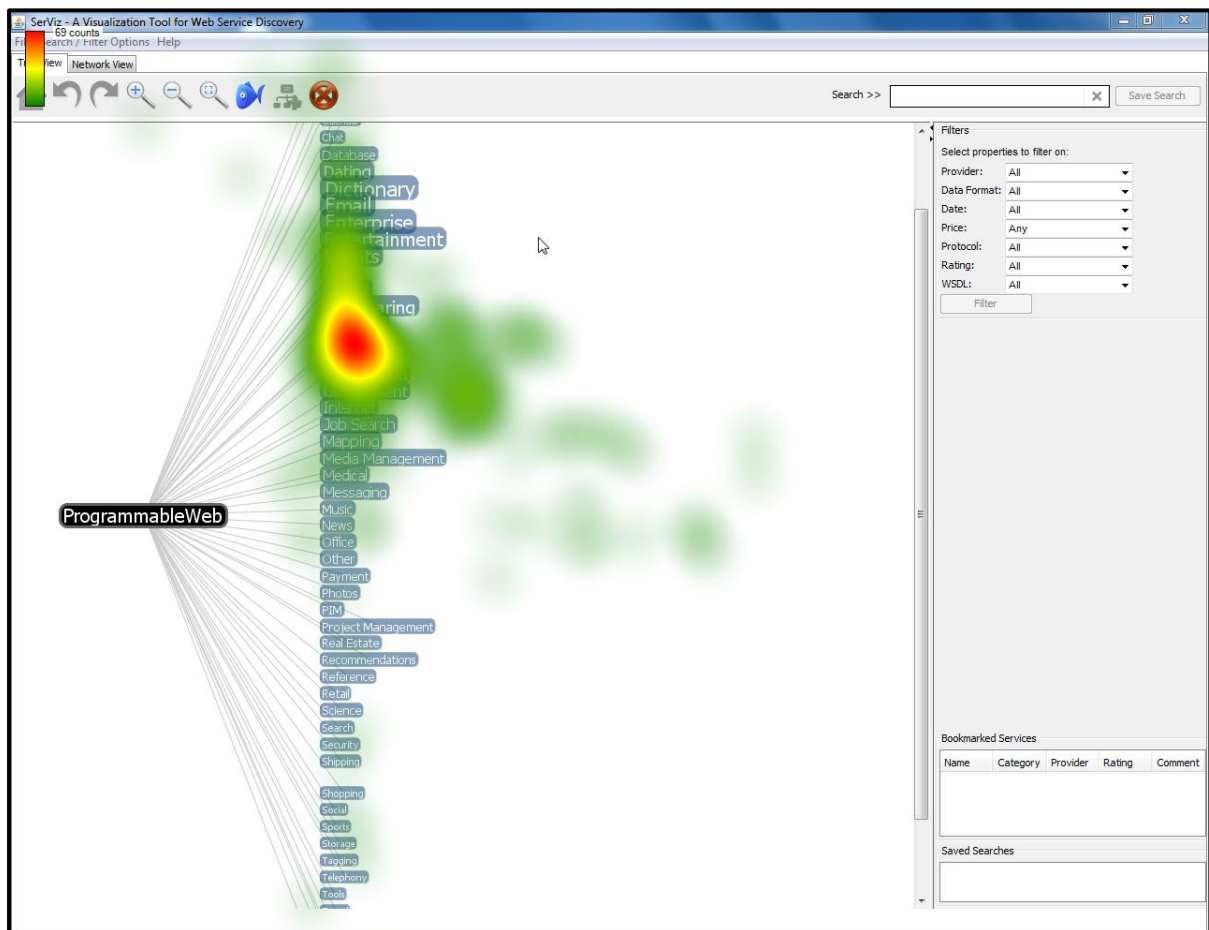 SerViz - A Visualization Tool for Web Service Discovery
69 counts
Search / Filter Options Help
View Network View
Search >> Save Search
Chat
Database
Dating
Dictionary
Email
Enterprise
Entertainment
Internet
Job Search
Mapping
Media Management
Medical
Messaging
Music
News
Office
Other
Payment
Photos
PIM
Project Management
Real Estate
Recommendations
Reference
Retail
Science
Search
Security
Shipping
Shopping
Social
Sports
Storage
Tagging
Telephony
Tools
ProgrammableWeb
Filters
Select properties to filter on:
Provider: All
Data Format: All
Date: All
Price: Any
Protocol: All
Rating: All
WSDL: All
Filter
Bookmarked Services
Name Category Provider Rating Comment
Saved Searches